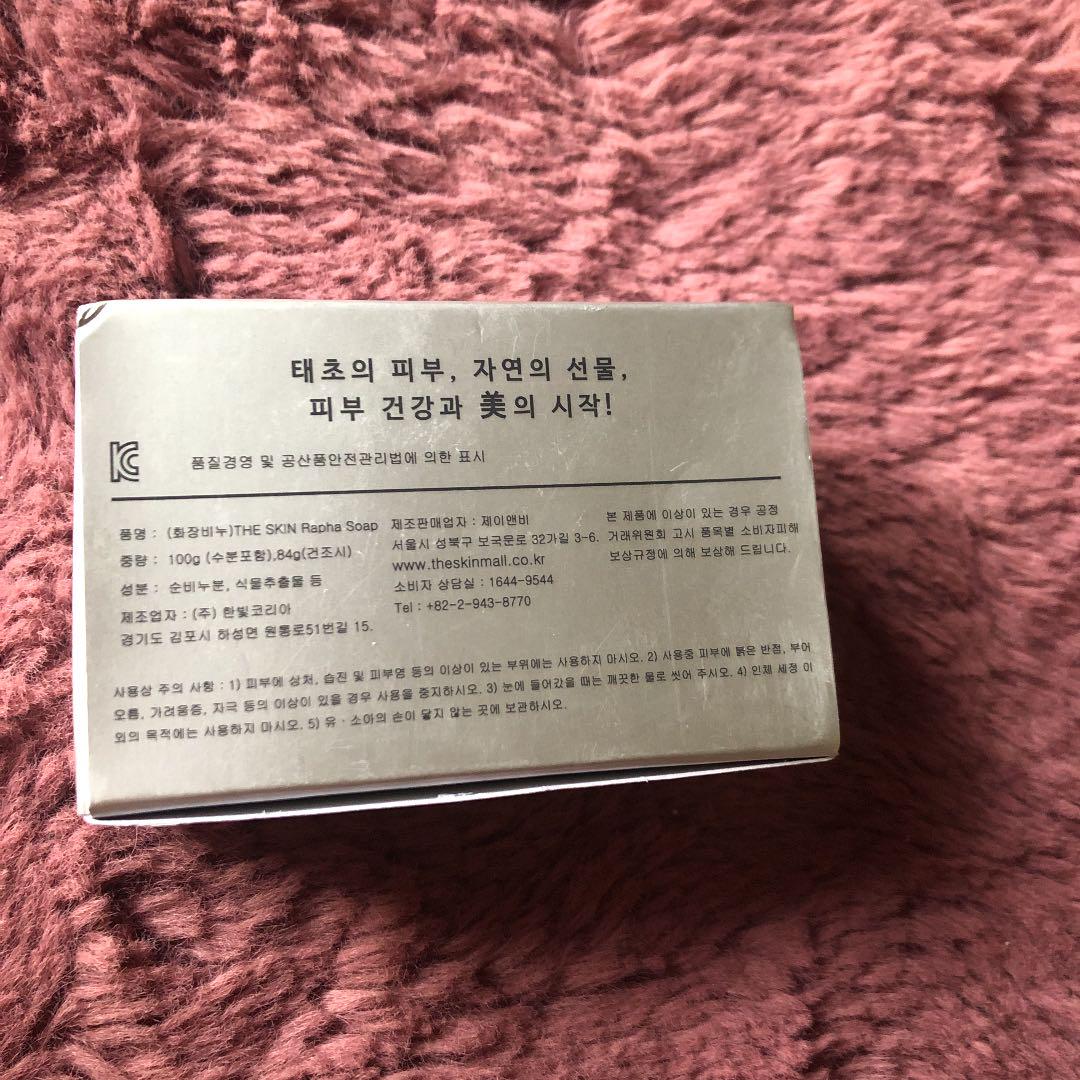 태초의 피부, 자연의 선물,
피부 건강과 美의 시작!
품질경영 및 공산품안전관리법에 의한 표시
품명 : (화장비누)THE SKIN Rapha Soap
중량 : 100g (수분포함),84g(건조시)
성분 : 순비누분, 식물추출물 등
제조업자 : (주) 한빛코리아
경기도 김포시 하성면 원통로51번길 15.
제조판매업자 : 제이앤비
서울시 성북구 보국문로 32가길 3-6.
www.theskinmall.co.kr
소비자 상담실 : 1644-9544
Tel : +82-2-943-8770
본 제품에 이상이 있는 경우 공정
거래위원회 고시 품목별 소비자피해
보상규정에 의해 보상해 드립니다.
사용상 주의 사항 : 1) 피부에 상처, 습진 및 피부염 등의 이상이 있는 부위에는 사용하지 마시오. 2) 사용중 피부에 붉은 반점, 부어
오름, 가려움증, 자극 등의 이상이 있을 경우 사용을 중지하시오. 3) 눈에 들어갔을 때는 깨끗한 물로 씻어 주시오. 4) 인체 세정 이
외의 목적에는 사용하지 마시오. 5) 유 · 소아의 손이 닿지 않는 곳에 보관하시오.